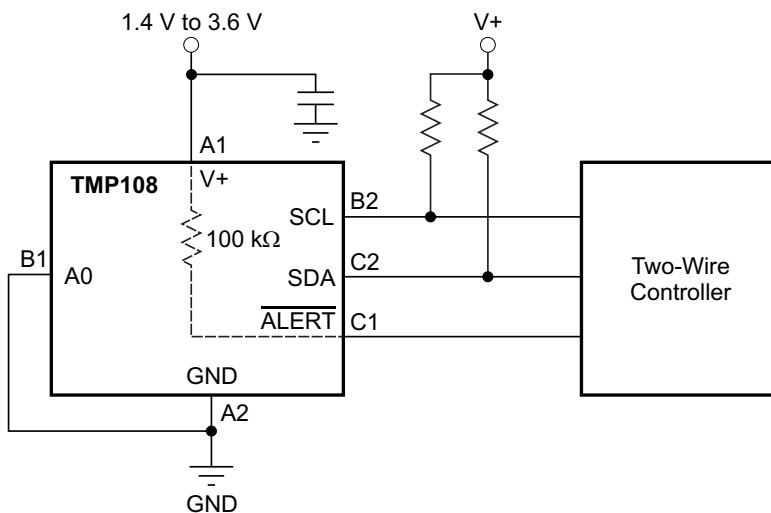 1.4 V to 3.6 V
V+
A1
TMP108
V+
B2
SCL
100 kΩ
B1
A0
C2
SDA
Two-Wire
Controller
ALERT
C1
GND
A2
GND